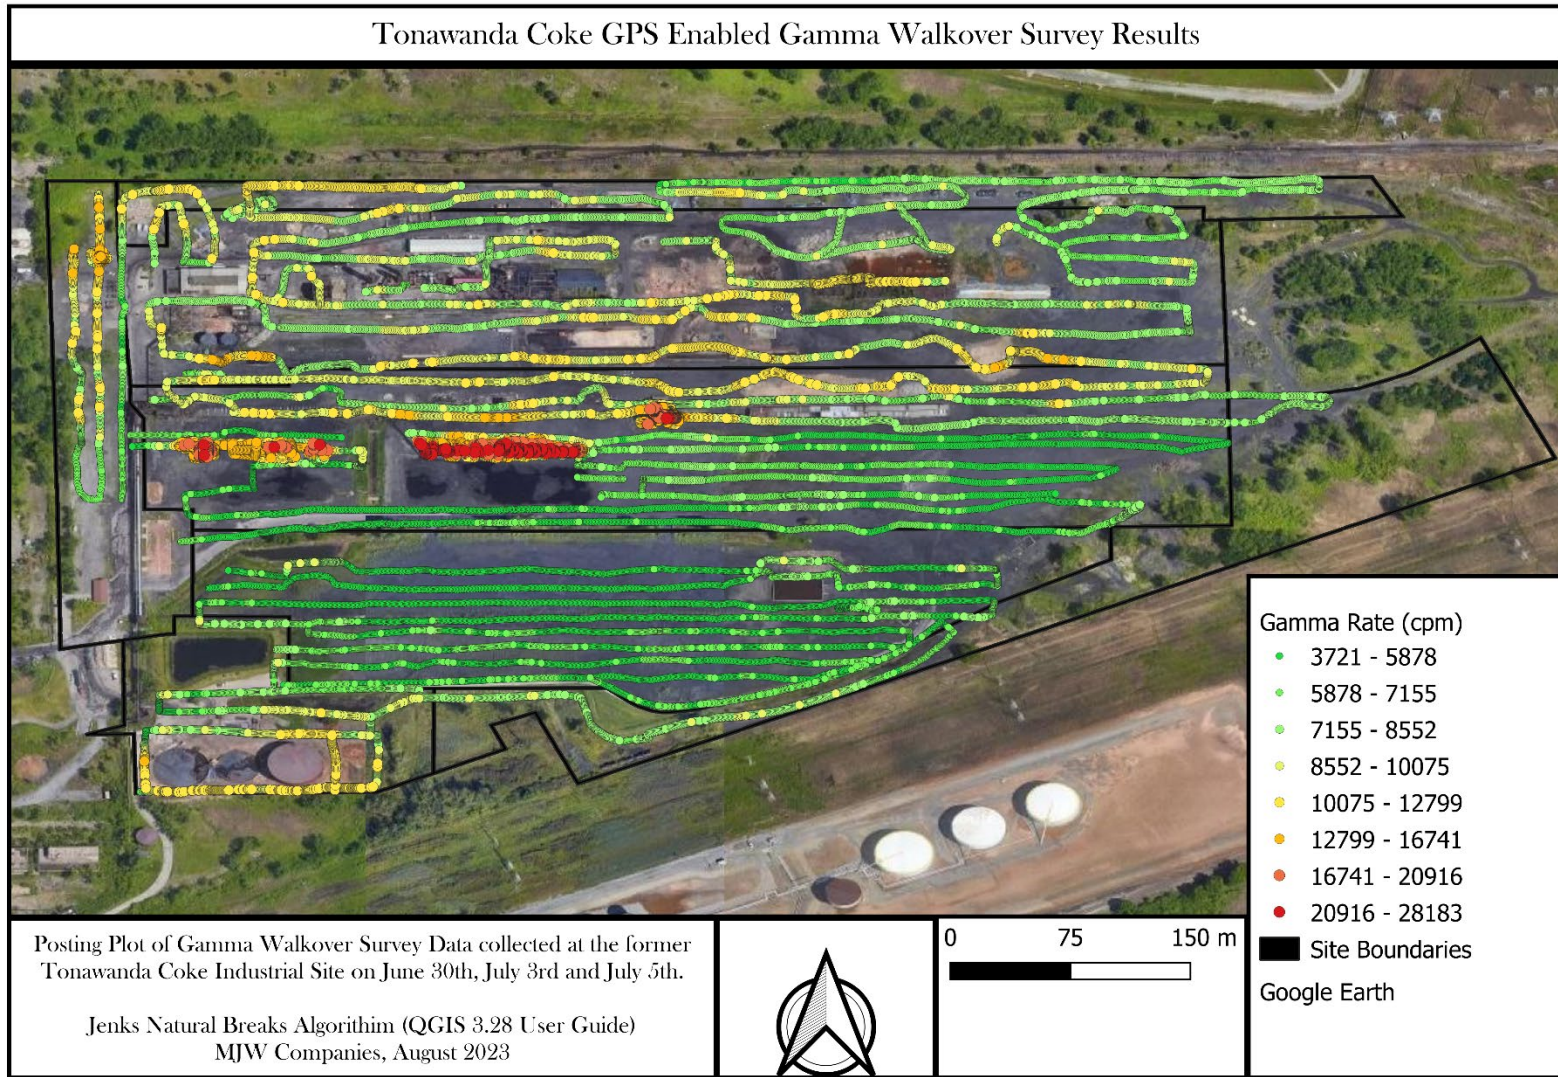 Tonawanda Coke GPS Enabled Gamma Walkover Survey Results
Gamma Rate (cpm)
3721 - 5878
5878 - 7155
7155 - 8552
8552 - 10075
10075 - 12799
12799 - 16741
16741 - 20916
20916 - 28183
Site Boundaries
Google Earth
Posting Plot of Gamma Walkover Survey Data collected at the former
Tonawanda Coke Industrial Site on June 30th, July 3rd and July 5th.
Jenks Natural Breaks Algorithim (QGIS 3.28 User Guide)
MJW Companies, August 2023
0 75 150 m